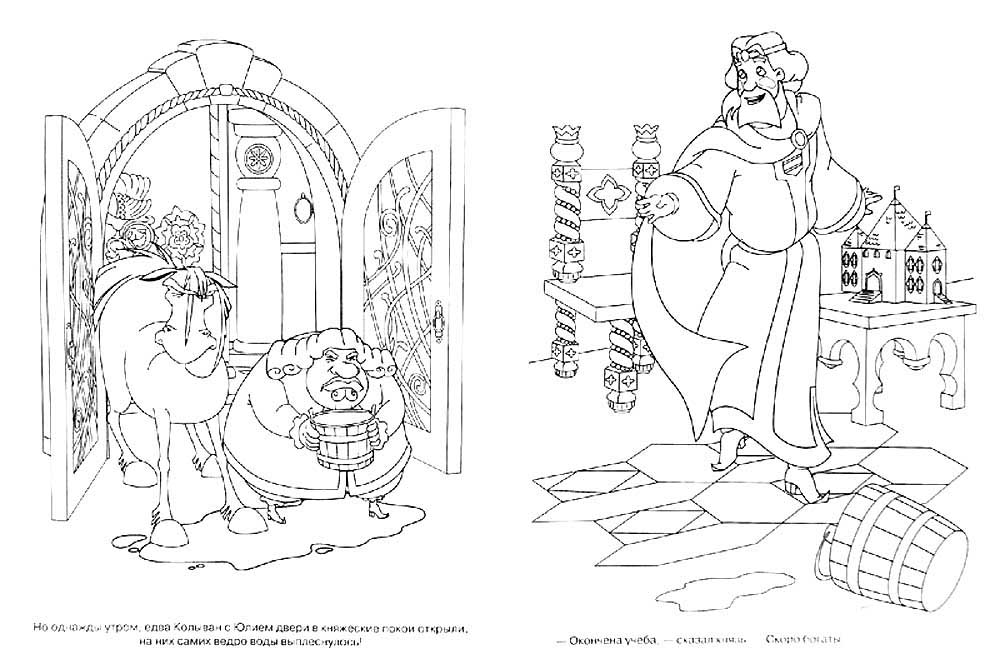 Но однажды утром, едва Колыван с Юлием двери в княжеские покои открыли,
на них самих ведро воды выплеснулось!
— Окончена учеба, — сказал князь. Скоро богаты